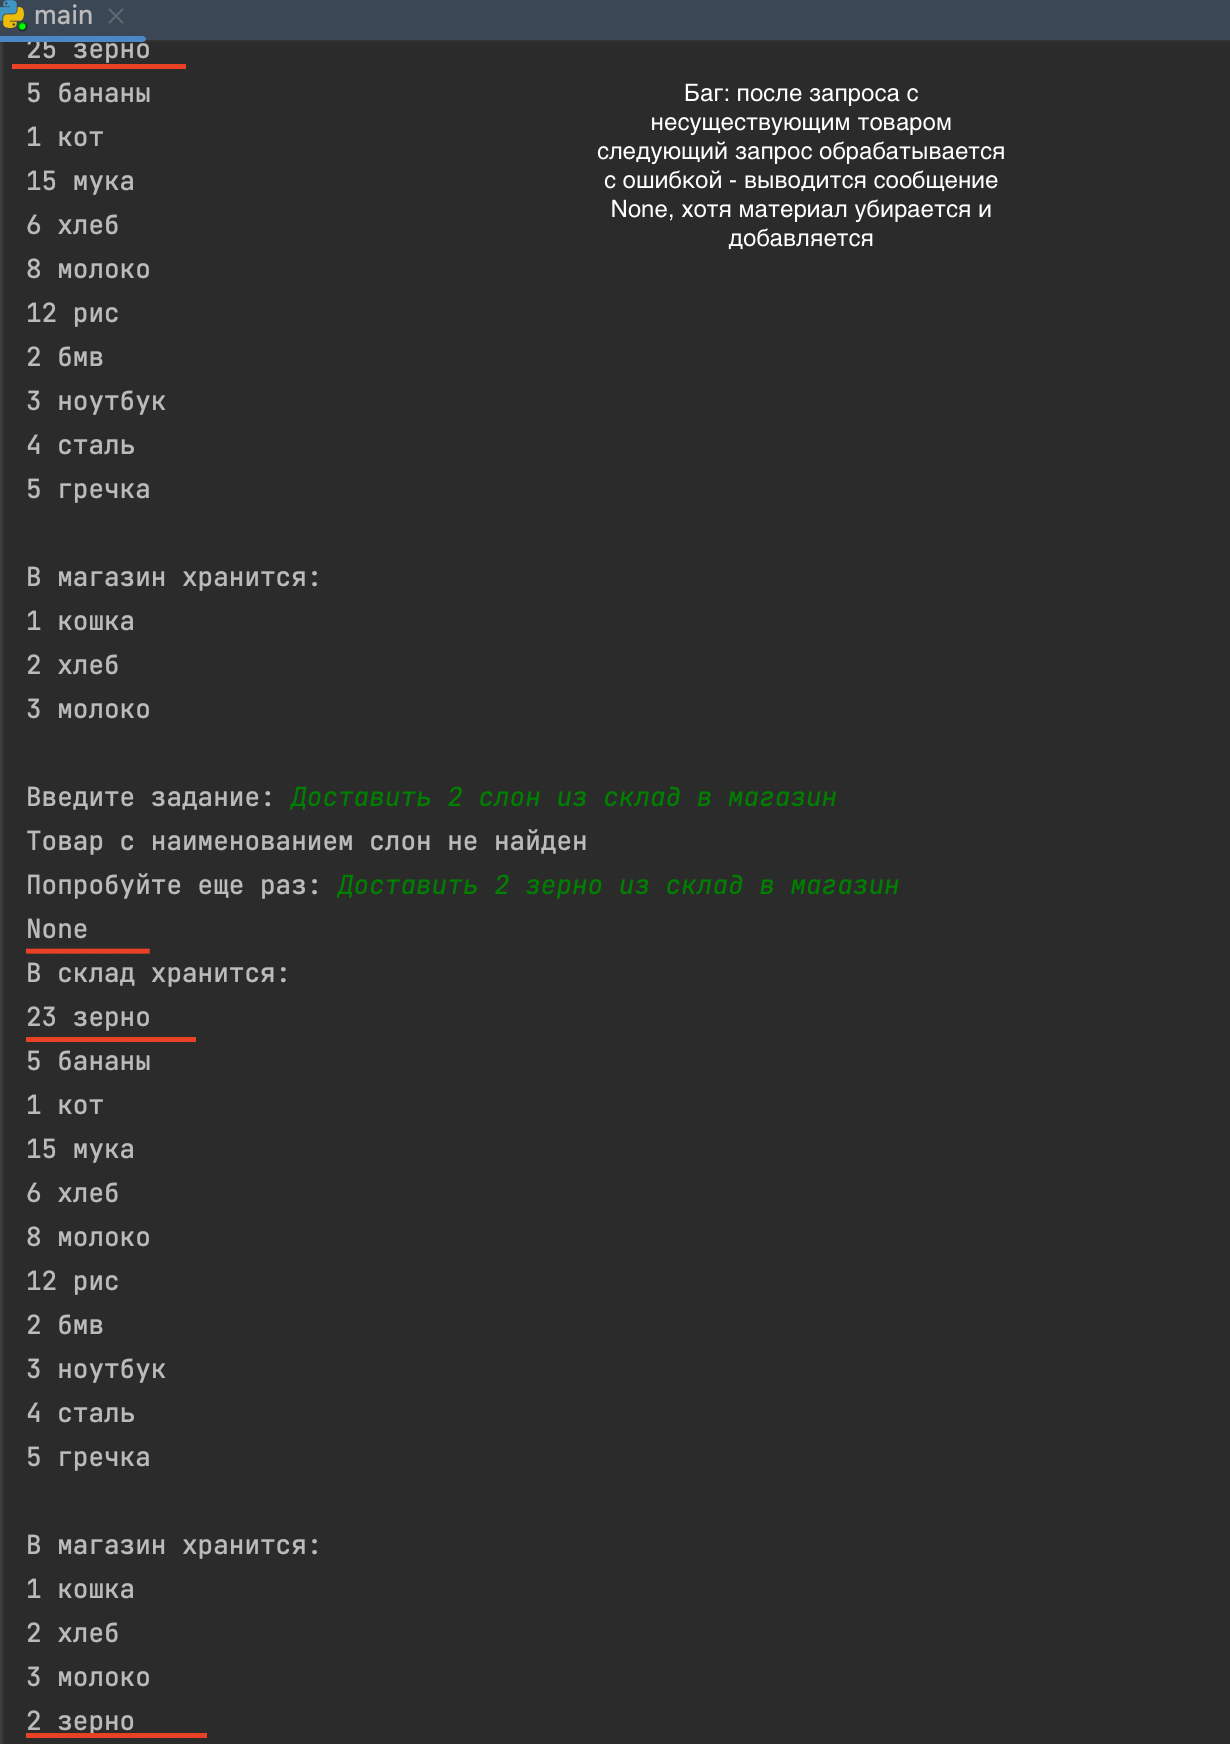 main
25 зерно
5 бананы
1 кот
15 мука
6 хлеб
8 молоко
12 рис
2 бмв
3 ноутбук
4 сталь
5 гречка
Баг: после запроса с
несуществующим товаром
следующий запрос обрабатывается
с ошибкой - выводится сообщение
None, хотя материал убирается и
добавляется
В магазин хранится:
1 кошка
2 хлеб
3 молоко
Введите задание: Доставить 2 слон из склад в магазин
Товар с наименованием слон не найден
Попробуйте еще раз: Доставить 2 зерно из склад в магазин
None
В склад хранится:
23 зерно
5 бананы
1 кот
15 мука
6 хлеб
8 молоко
12 рис
2 бмв
3 ноутбук
4 сталь
5 гречка
В магазин хранится:
1 кошка
2 хлеб
3 молоко
2 зерно